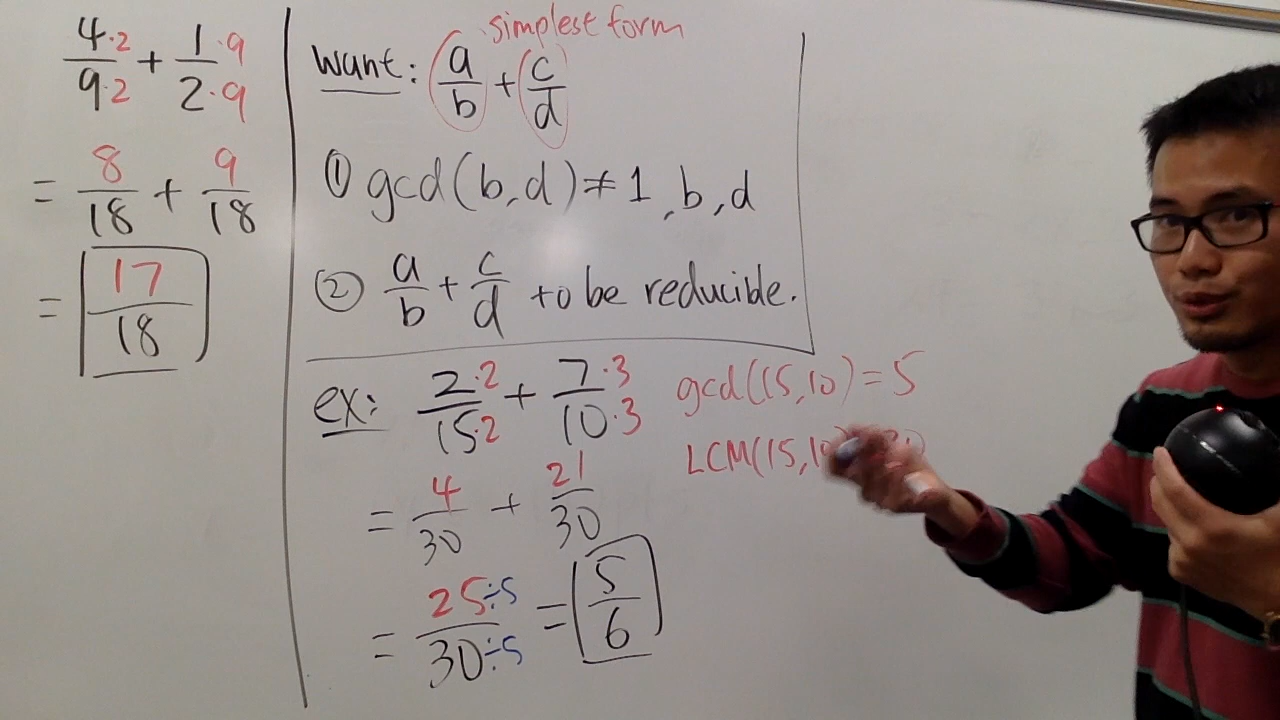 4·2/9·2 + 1·9/2·9
= 8/18 + 9/18
= 17/18
simplest form
Want: a/b + c/d
① gcd(b,d)≠1,b,d
② a/b + c/d to be reducible.
ex: 2·2/15·2 + 7·3/10·3
gcd(15,10)=5
LCM(15,10
= 4/30 + 21/30
= 25÷5/30÷5 = 5/6